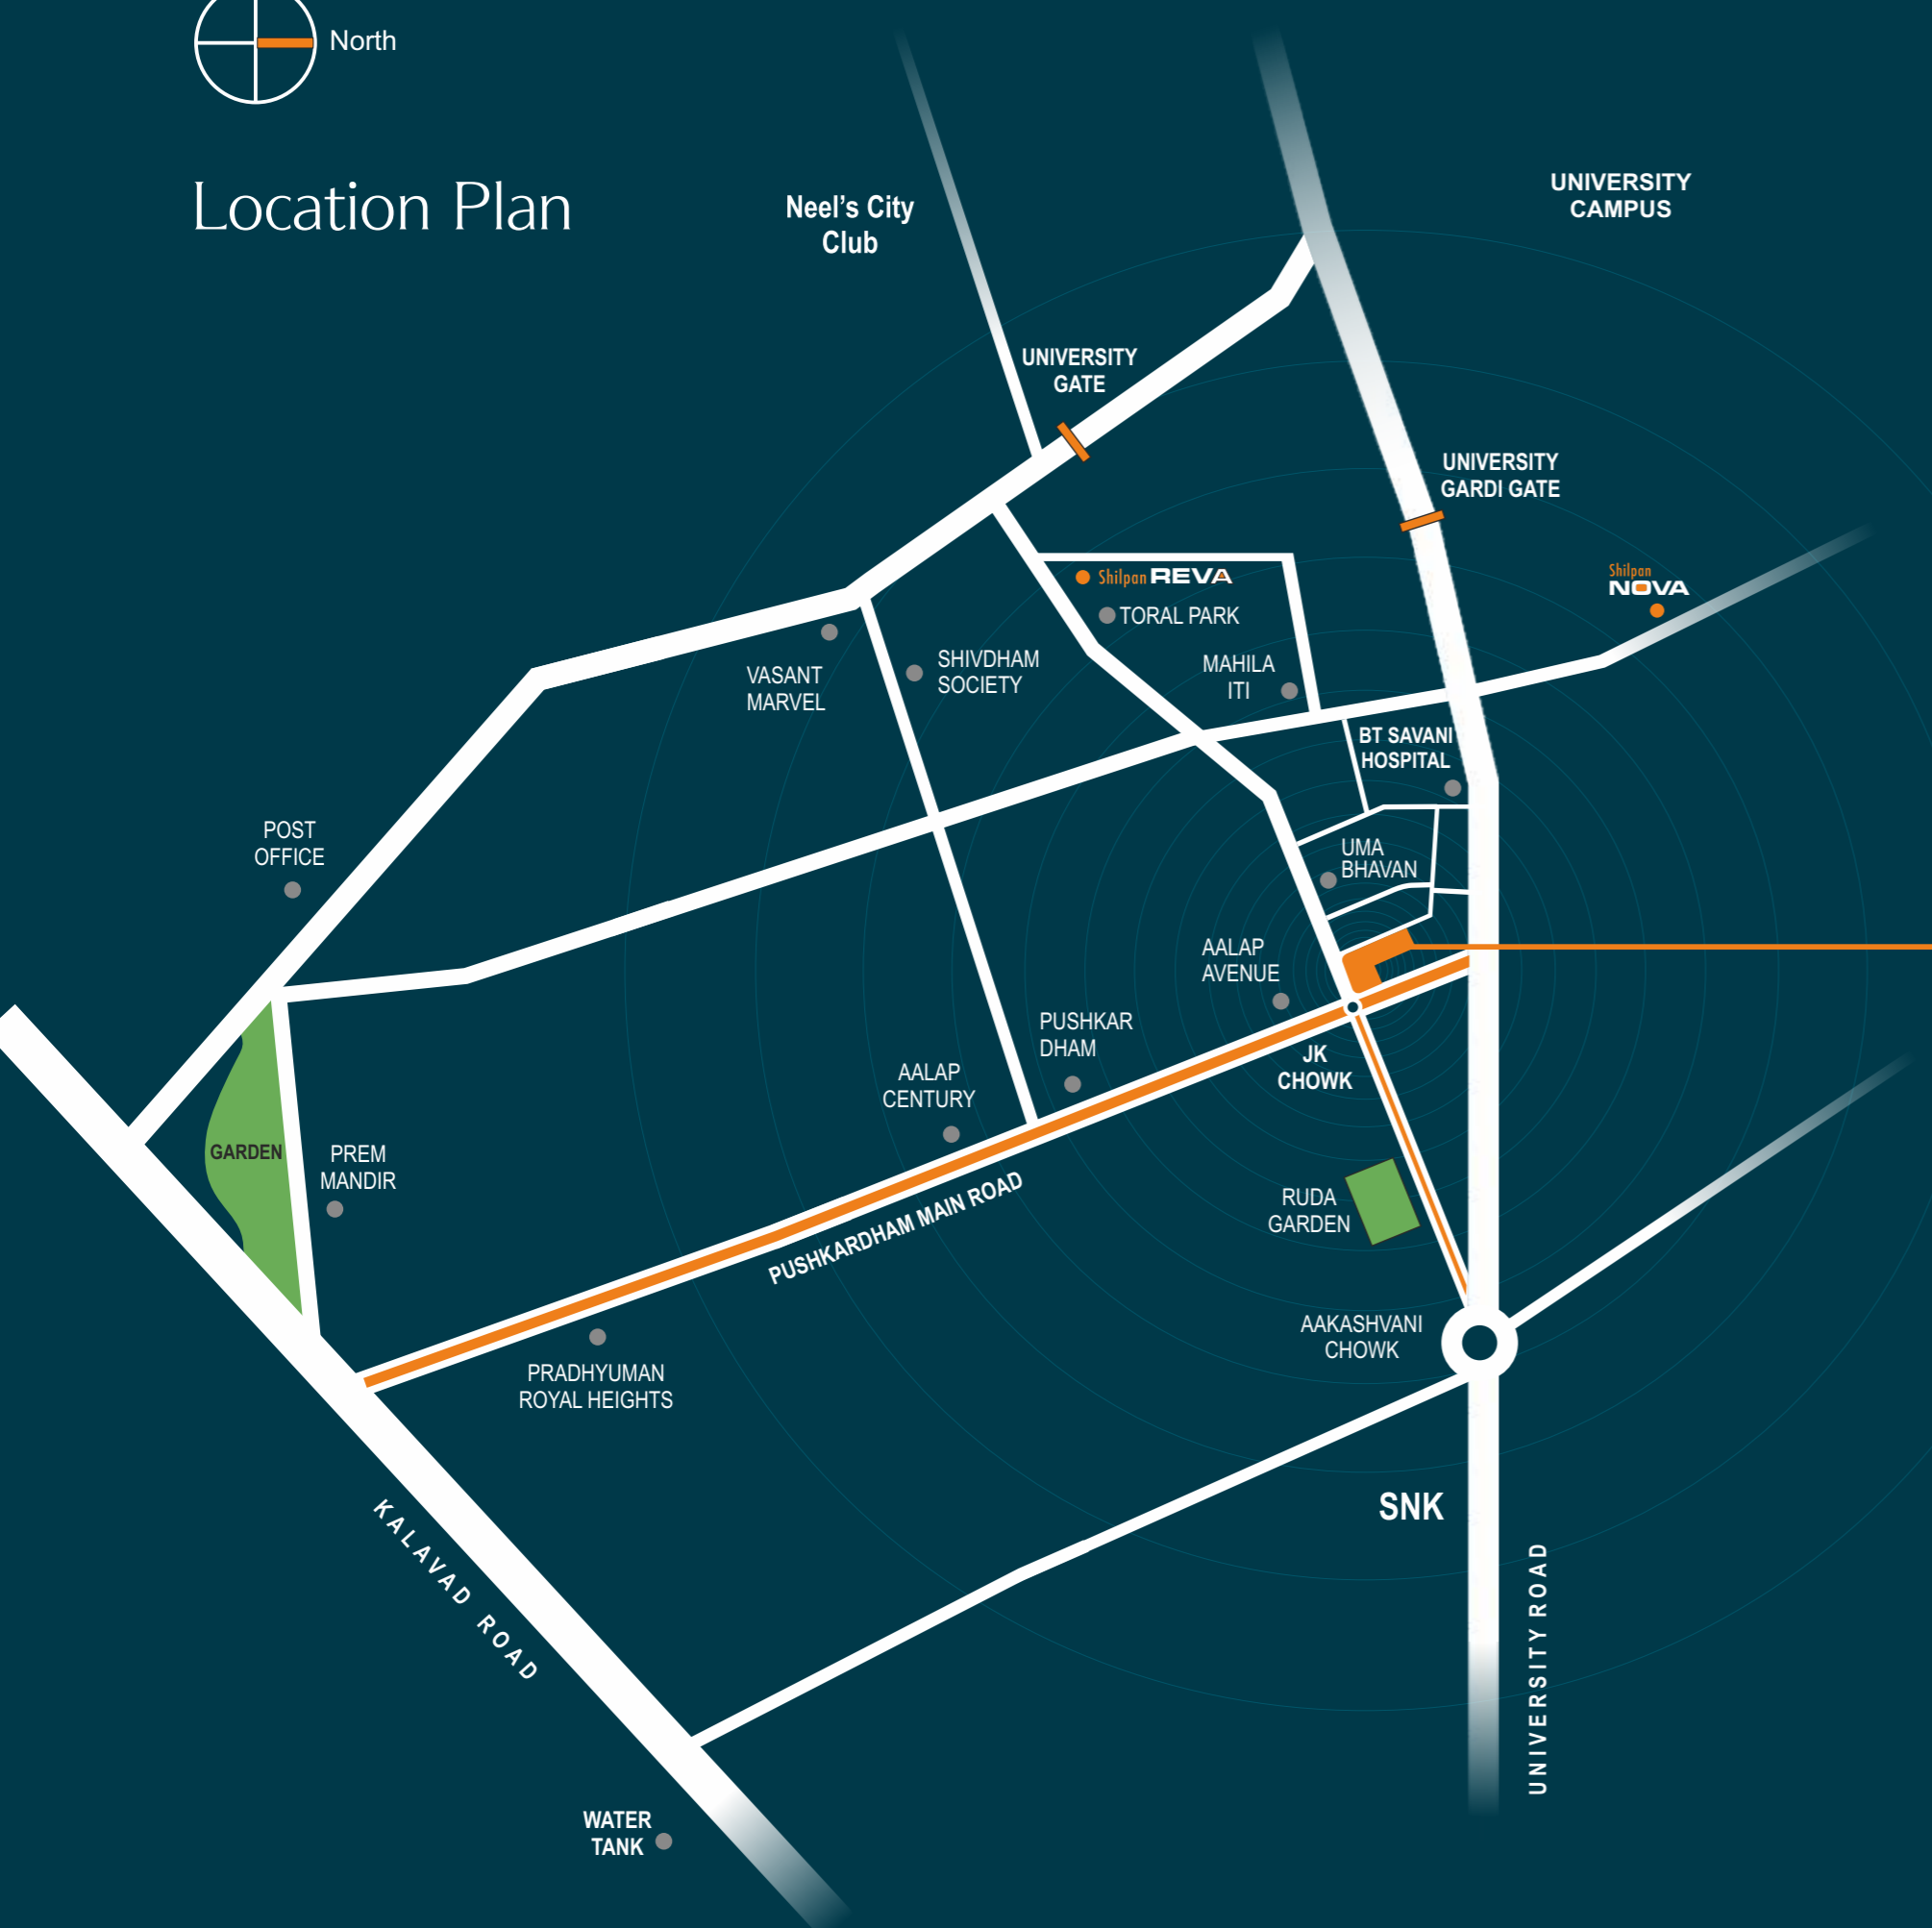 North
Location Plan
Neel's City
Club
UNIVERSITY
CAMPUS
UNIVERSITY
GATE
UNIVERSITY
GARDI GATE
Shilpan
NOVA
Shilpan REVA
TORAL PARK
SHIVDHAM
SOCIETY
VASANT
MARVEL
MAHILA
ITI
BT SAVANI
HOSPITAL
POST
OFFICE
UMA
BHAVAN
AALAP
AVENUE
PUSHKAR
DHAM
JK
CHOWK
AALAP
CENTURY
GARDEN
PREM
MANDIR
PUSHKARDHAM MAIN ROAD
RUDA
GARDEN
AAKASHVANI
CHOWK
PRADHYUMAN
ROYAL HEIGHTS
SNK
KALAVAD ROAD
UNIVERSITY ROAD
WATER
TANK